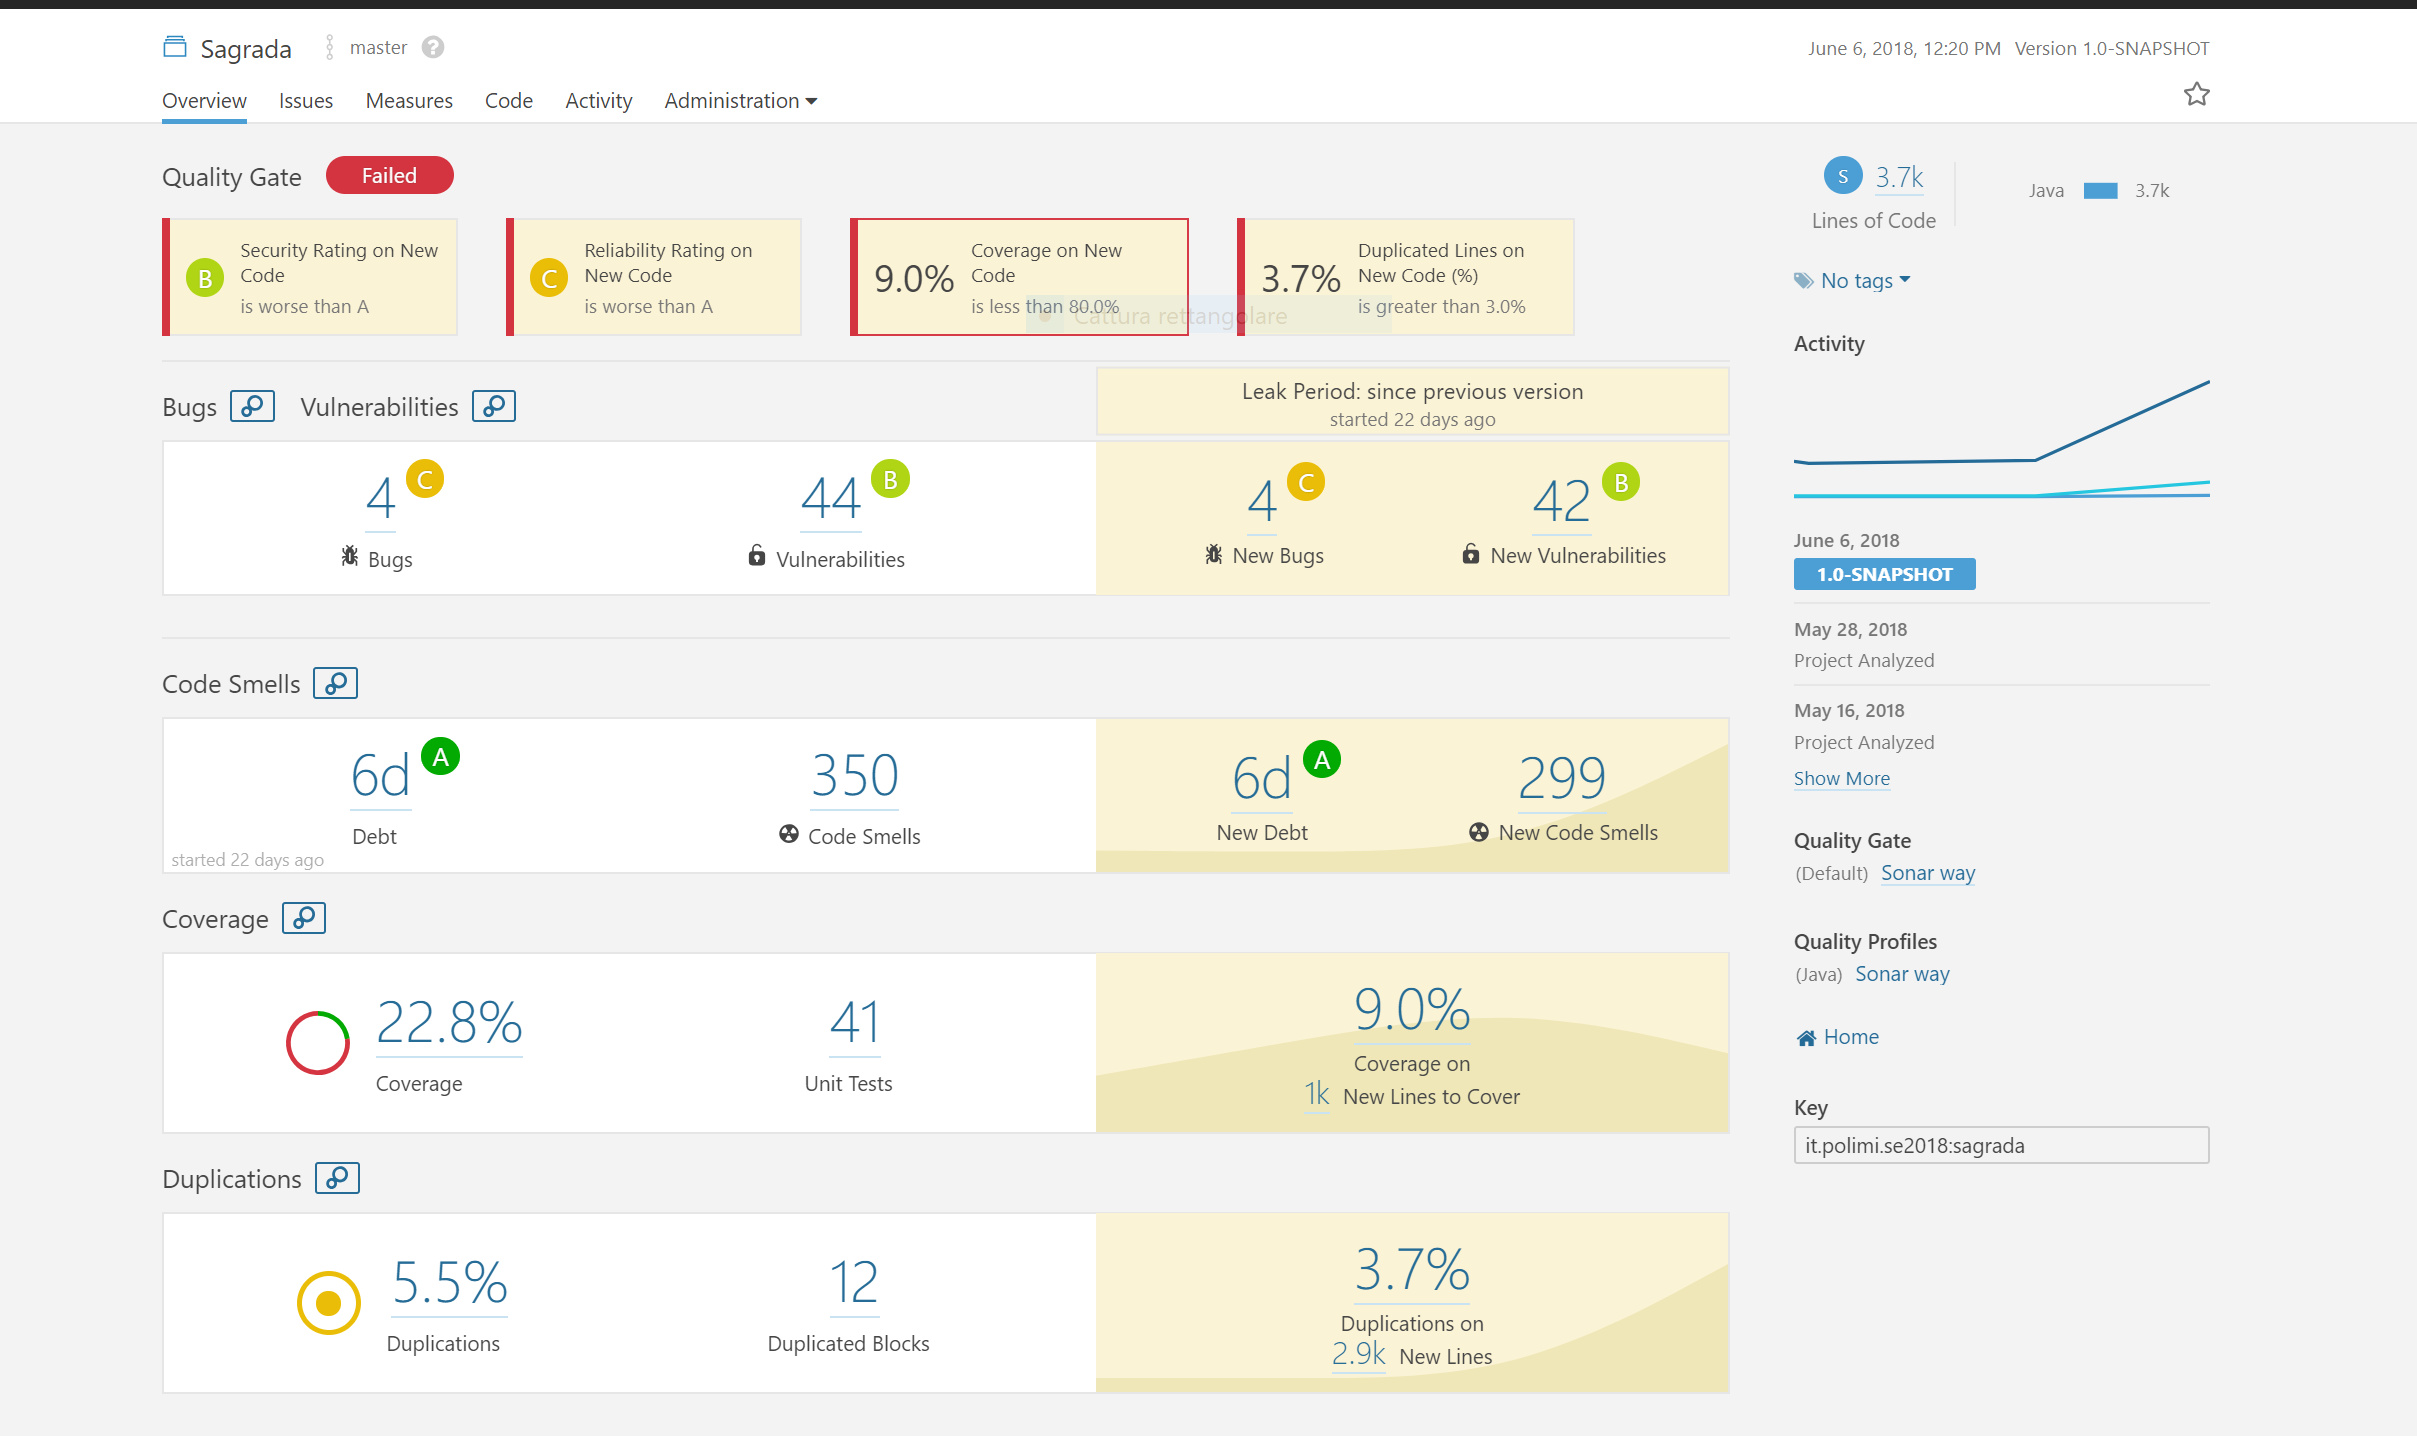 Sagrada master ?
June 6, 2018, 12:20 PM Version 1.0-SNAPSHOT
Overview Issues Measures Code Activity Administration
Quality Gate Failed
B
Security Rating on New
Code
is worse than A
C
Reliability Rating on
New Code
is worse than A
9.0%
Coverage on New
Code
is less than 80.0%
3.7%
Duplicated Lines on
New Code (%)
is greater than 3.0%
Cattura rettangolare
Bugs Vulnerabilities
Leak Period: since previous version
started 22 days ago
4 C
Bugs
44 B
Vulnerabilities
4 C
New Bugs
42 B
New Vulnerabilities
Code Smells
6d A
Debt
started 22 days ago
350
Code Smells
6d A
New Debt
299
New Code Smells
Coverage
22.8%
Coverage
41
Unit Tests
9.0%
Coverage on
1k New Lines to Cover
Duplications
5.5%
Duplications
12
Duplicated Blocks
3.7%
Duplications on
2.9k New Lines
S 3.7k
Lines of Code
Java 3.7k
No tags
Activity
June 6, 2018
1.0-SNAPSHOT
May 28, 2018
Project Analyzed
May 16, 2018
Project Analyzed
Show More
Quality Gate
(Default) Sonar way
Quality Profiles
(Java) Sonar way
Home
Key
it.polimi.se2018:sagrada